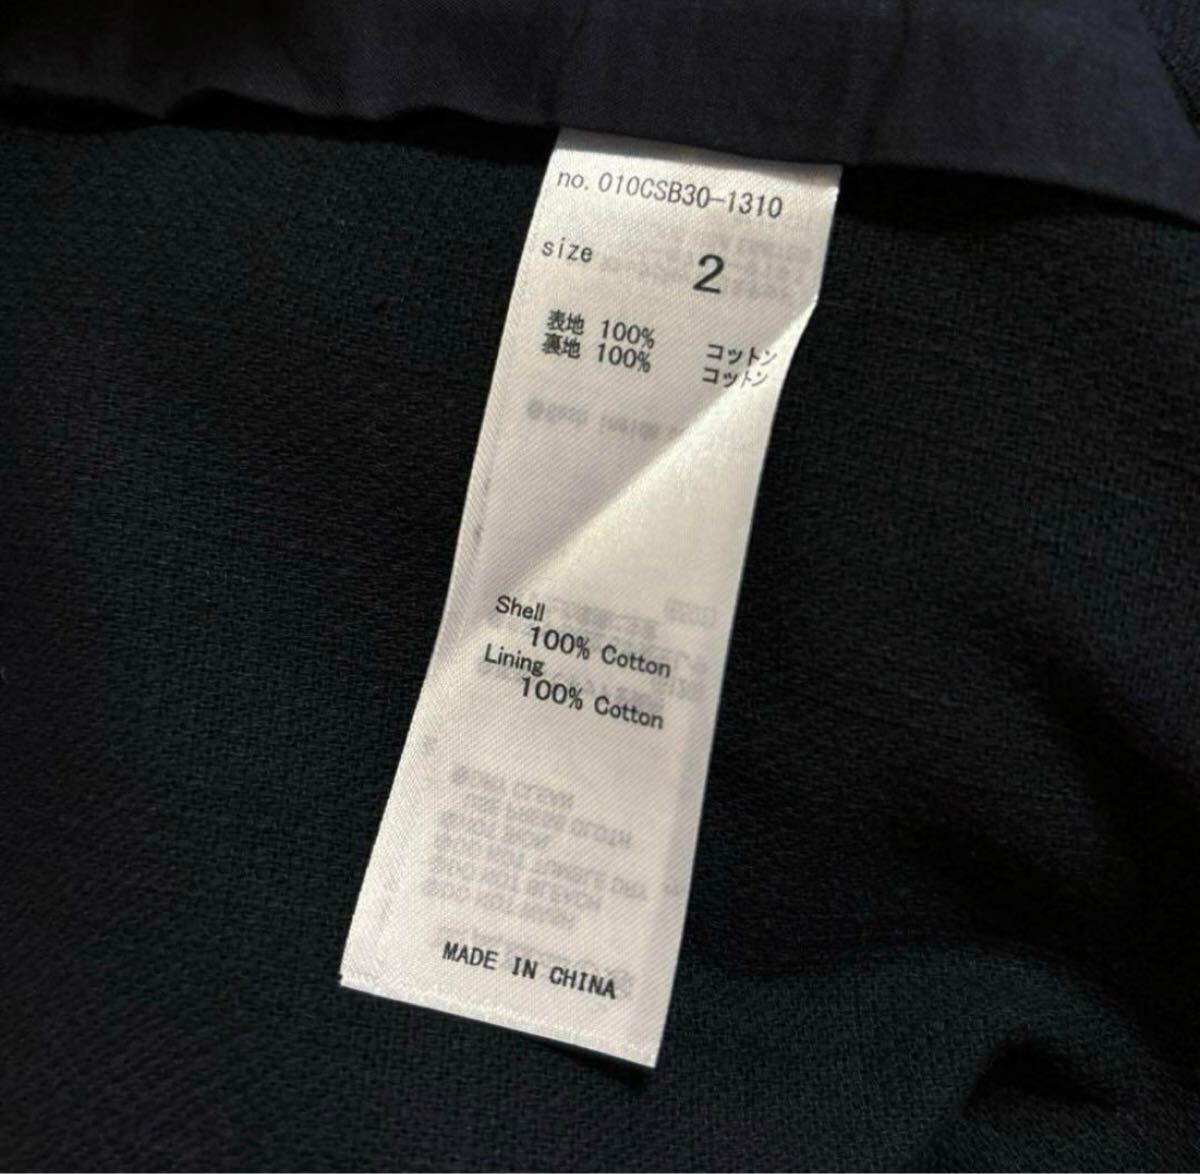 no. 010CSB30-1310
size 2
表地 100% コットン
裏地 100% コットン
Shell
100% Cotton
Lining
100% Cotton
MADE IN CHINA